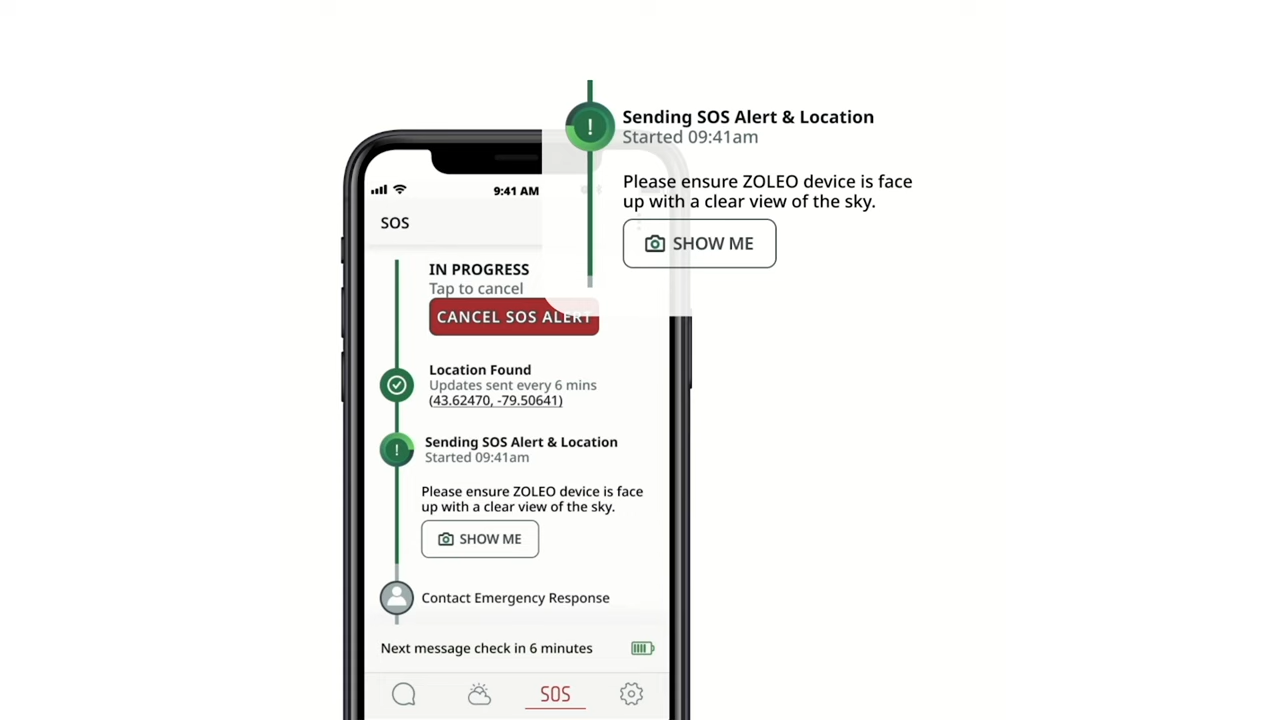 Sending SOS Alert & Location
Started 09:41am
Please ensure ZOLEO device is face
up with a clear view of the sky.
SHOW ME
9:41 AM
SOS
IN PROGRESS
Tap to cancel
CANCEL SOS ALERT
Location Found
Updates sent every 6 mins
(43.62470, -79.50641)
Sending SOS Alert & Location
Started 09:41am
Please ensure ZOLEO device is face
up with a clear view of the sky.
SHOW ME
Contact Emergency Response
Next message check in 6 minutes
SOS